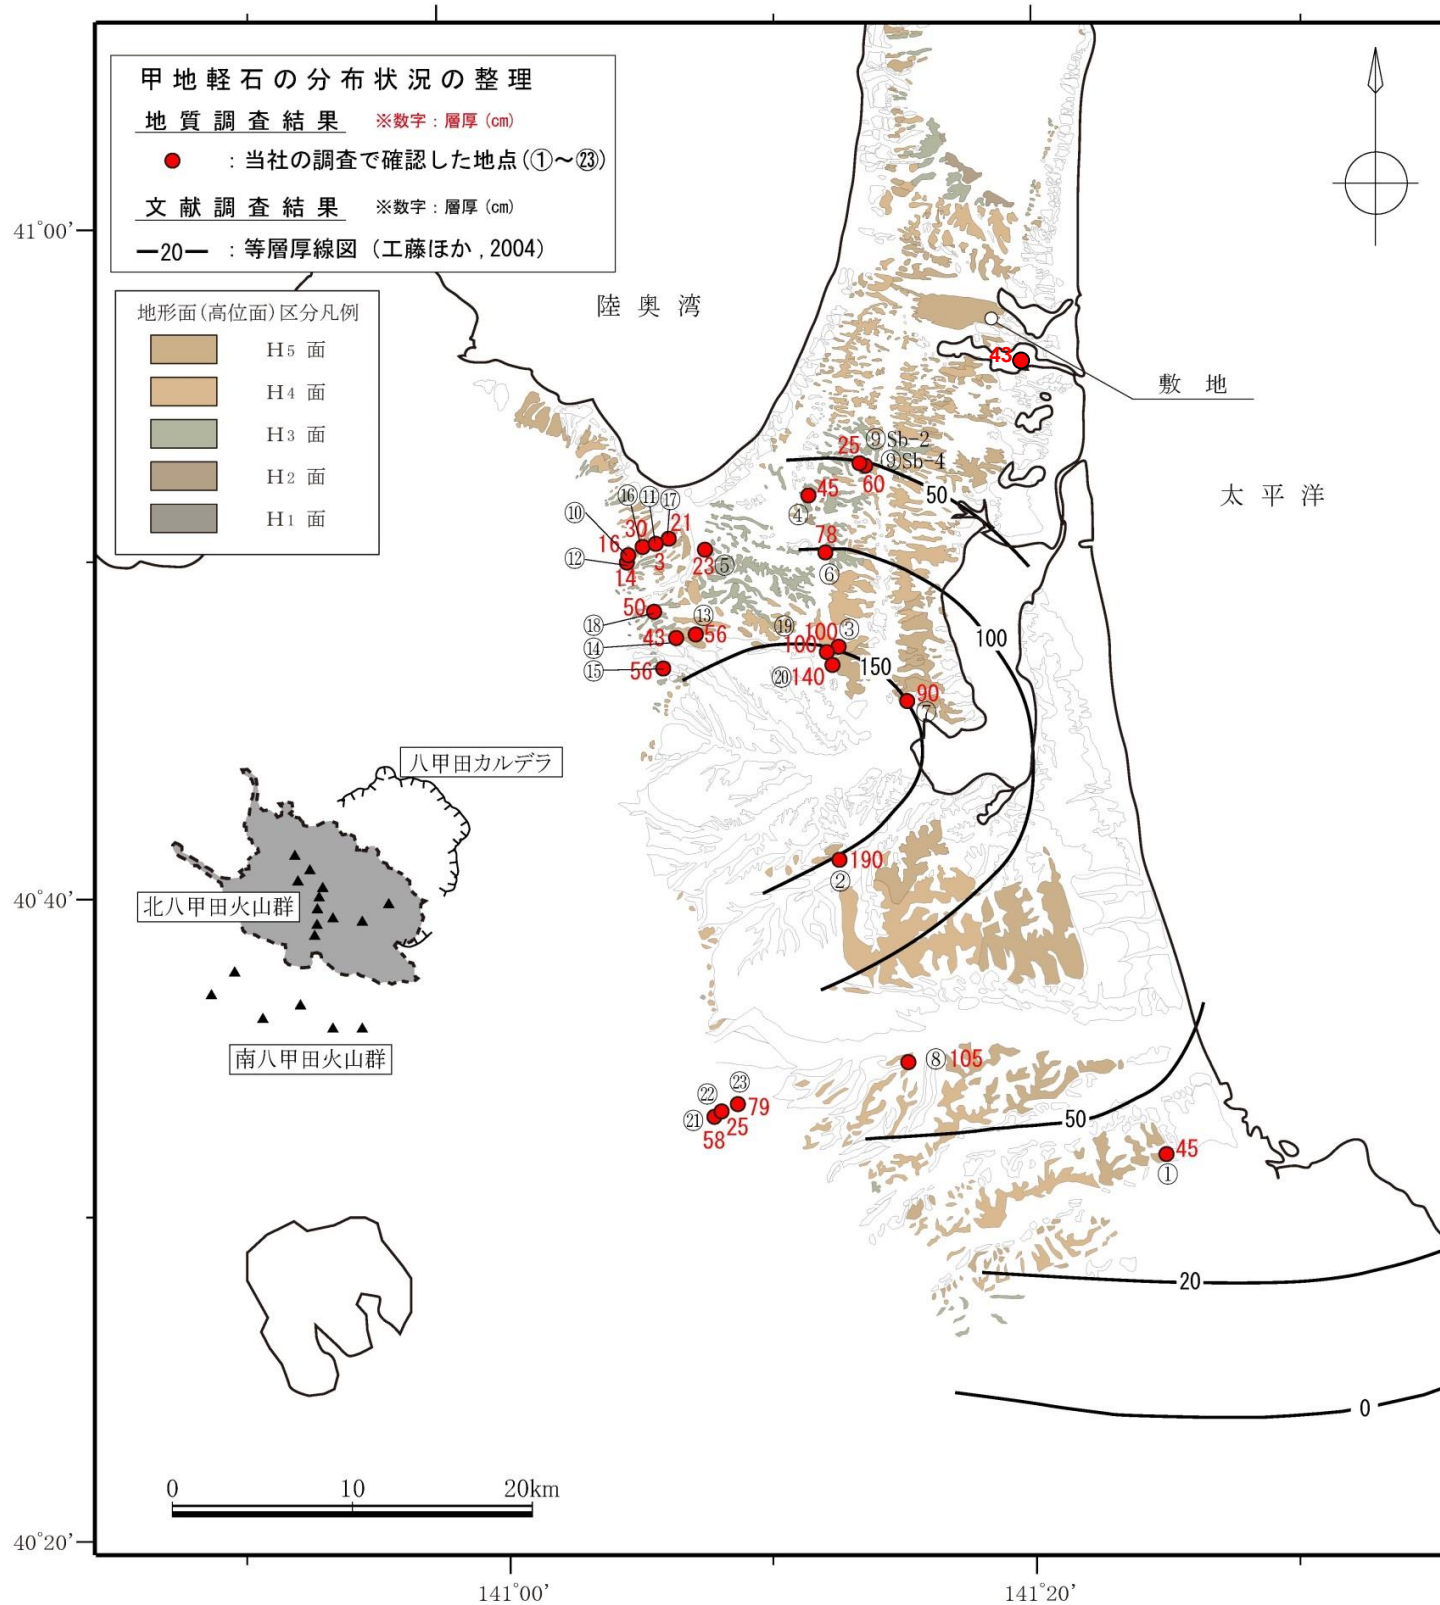 甲地軽石の分布状況の整理
地質調査結果 ※数字：層厚(cm)
：当社の調査で確認した地点(①～㉓)
文献調査結果 ※数字：層厚(cm)
—20— ：等層厚線図 (工藤ほか,2004)
地形面(高位面)区分凡例
H5 面
H4 面
H3 面
H2 面
H1 面
41°00'
陸奥湾
43
敷地
太平洋
25 ⑨Sb-2
⑨Sb-4
60
50
45
④
⑯ ⑪ ⑰
⑩ 30 21
16
⑫ 14 3
23 ⑤
78
⑥
100
50
⑱
⑬
56
43
⑭
⑮ 56
⑲ 100 ③
100
150
⑳ 140
90
⑦
八甲田カルデラ
190
②
40°40'
北八甲田火山群
南八甲田火山群
⑧ 105
㉒ ㉓
79
㉑ 25
58
50
45
①
20
0
0 10 20km
40°20'
141°00' 141°20'